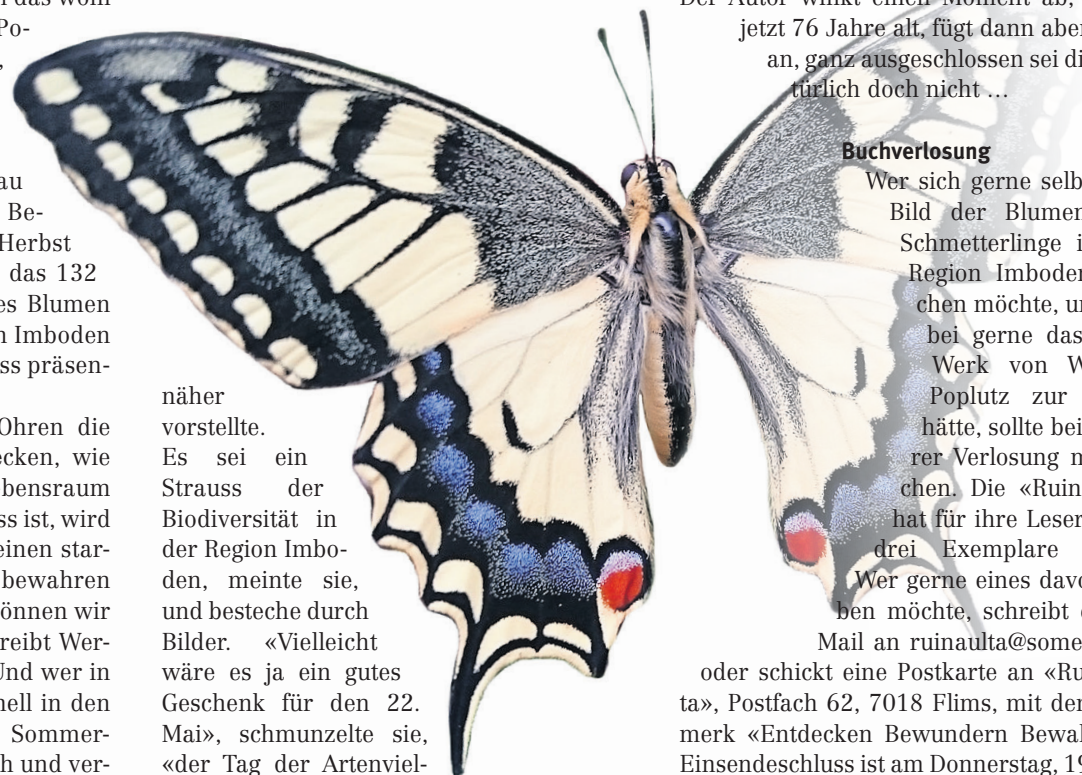 das wohl
Po-
au
Be-
Herbst
das 132
es Blumen
n Imboden
ss präsen-
Ohren die
ecken, wie
bensraum
ss ist, wird
einen star-
bewahren
önnen wir
reibt Wer-
Und wer in
nell in den
Sommer-
h und ver-
näher
vorstellte.
Es sei ein
Strauss der
Biodiversität in
der Region Imbo-
den, meinte sie,
und besteche durch
Bilder. «Vielleicht
wäre es ja ein gutes
Geschenk für den 22.
Mai», schmunzelte sie,
«der Tag der Artenviel-
Der Autor winkt einen Moment ab,
jetzt 76 Jahre alt, fügt dann aber
an, ganz ausgeschlossen sei di
türlich doch nicht …
Buchverlosung
Wer sich gerne selb
Bild der Blumen
Schmetterlinge i
Region Imboden
chen möchte, u
bei gerne das
Werk von W
Poplutz zur
hätte, sollte bei
rer Verlosung m
chen. Die «Ruin
hat für ihre Leser
drei Exemplare
Wer gerne eines davo
ben möchte, schreibt e
Mail an ruinaulta@some
oder schickt eine Postkarte an «Ru
ta», Postfach 62, 7018 Flims, mit de
merk «Entdecken Bewundern Bewa
Einsendeschluss ist am Donnerstag, 19